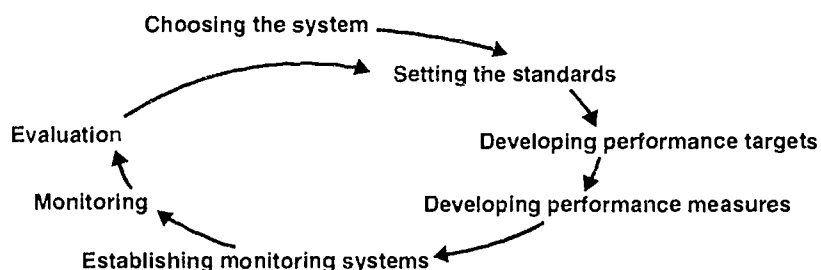 Choosing the system
Setting the standards
Developing performance targets
Developing performance measures
Establishing monitoring systems
Monitoring
Evaluation